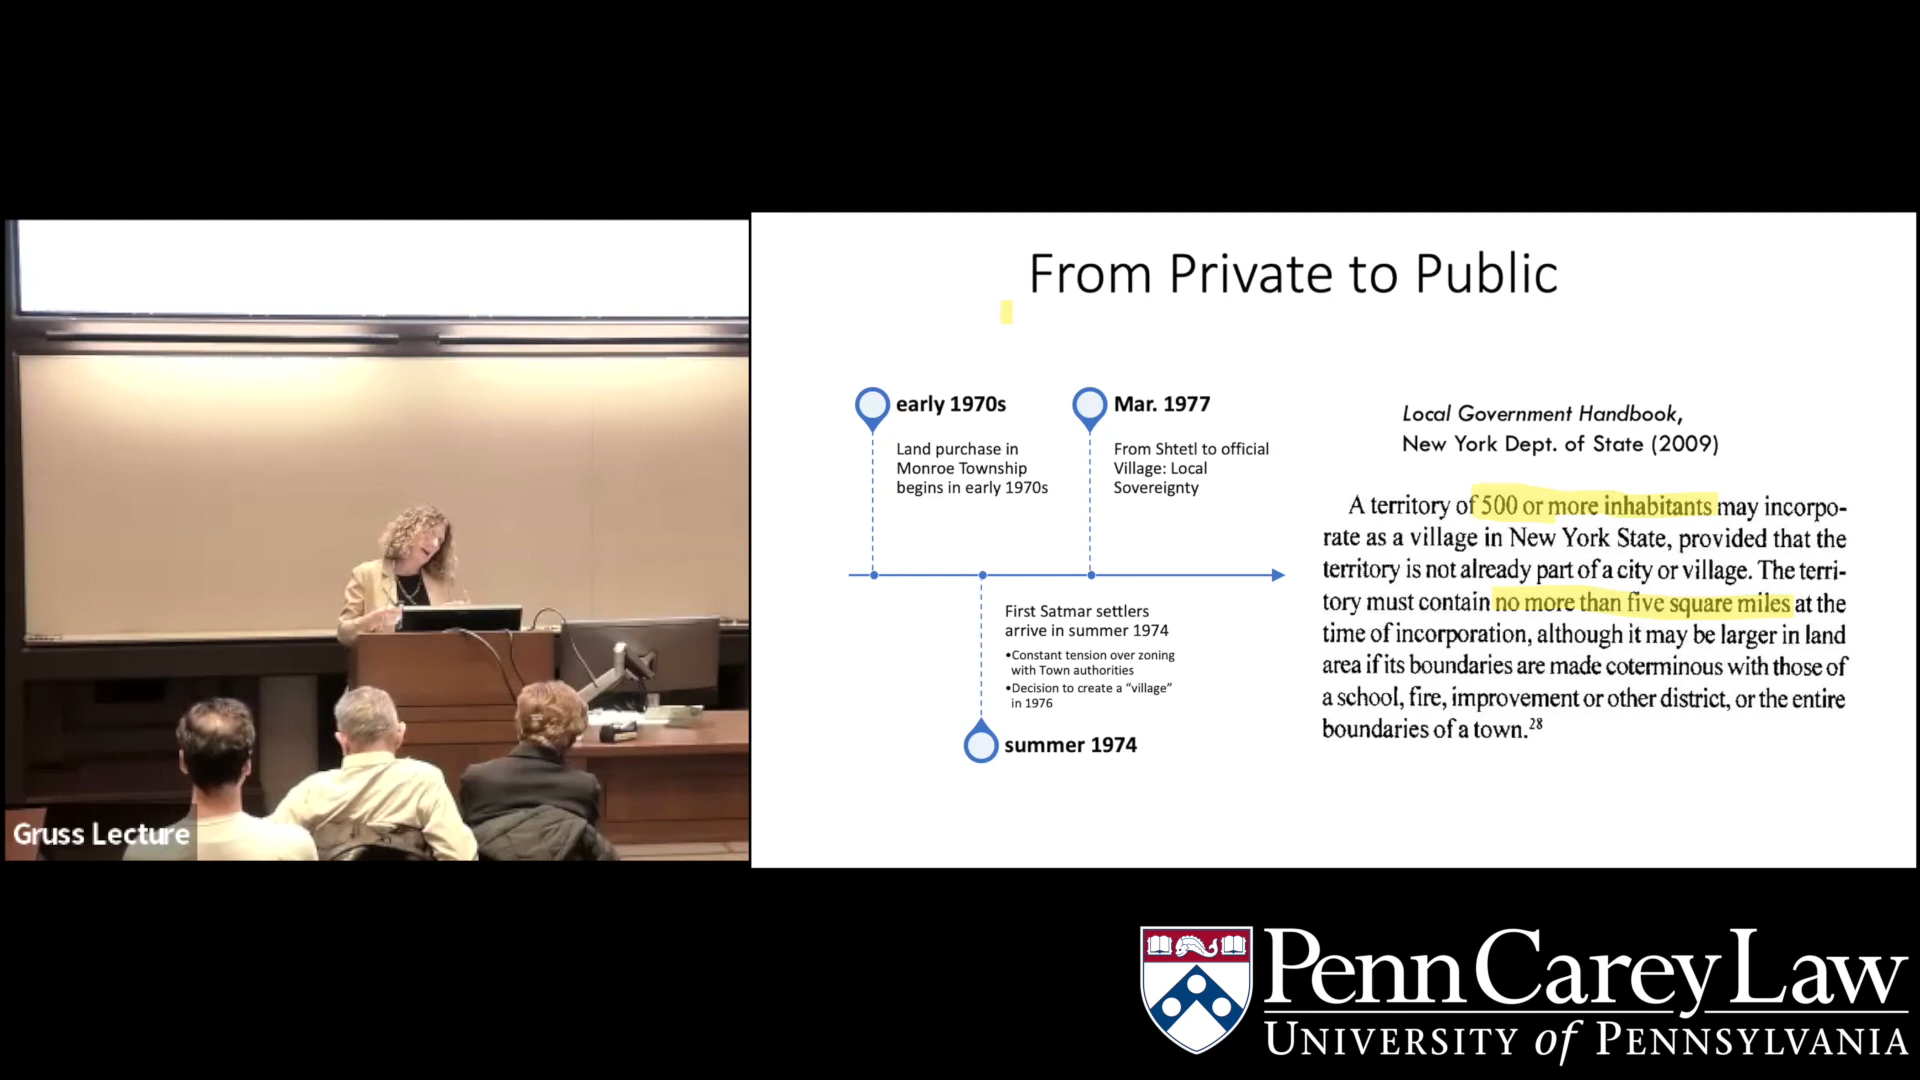 From Private to Public
early 1970s
Land purchase in
Monroe Township
begins in early 1970s
Mar. 1977
From Shtetl to official
Village: Local
Sovereignty
First Satmar settlers
arrive in summer 1974
•Constant tension over zoning
with Town authorities
•Decision to create a “village”
in 1976
summer 1974
Local Government Handbook,
New York Dept. of State (2009)
A territory of 500 or more inhabitants may incorpo-
rate as a village in New York State, provided that the
territory is not already part of a city or village. The terri-
tory must contain no more than five square miles at the
time of incorporation, although it may be larger in land
area if its boundaries are made coterminous with those of
a school, fire, improvement or other district, or the entire
boundaries of a town.28
Gruss Lecture
Penn Carey Law
University of Pennsylvania